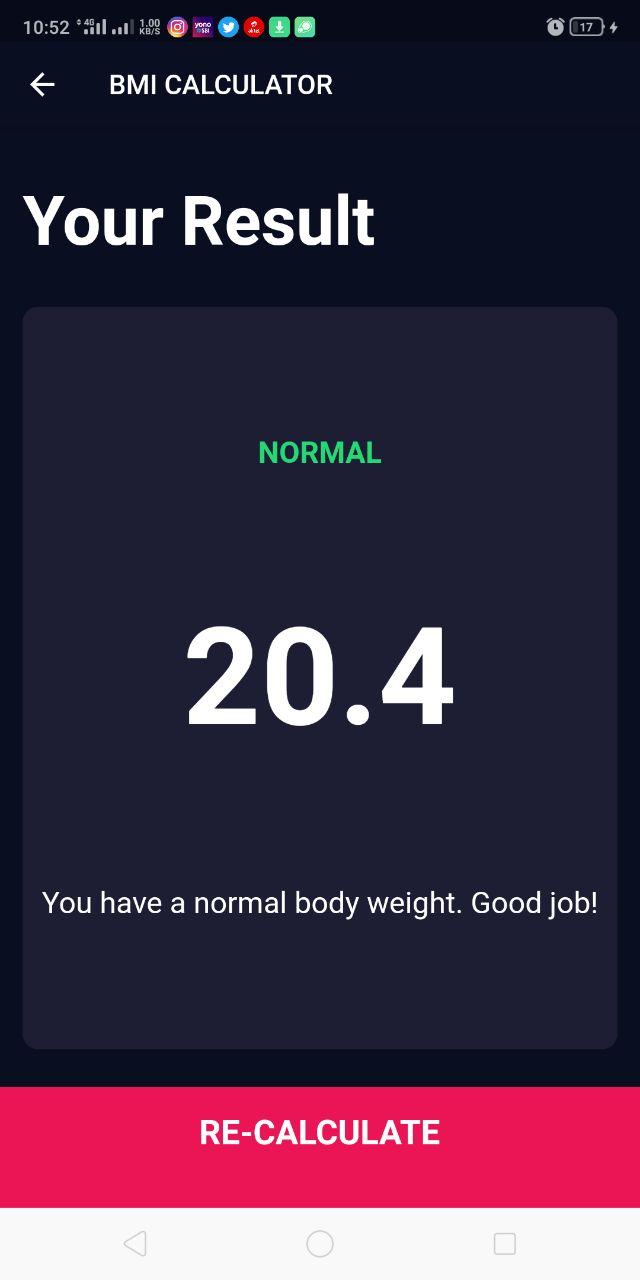 10:52 4G 1.00 KB/S yono SBI airtel 17
BMI CALCULATOR
Your Result
NORMAL
20.4
You have a normal body weight. Good job!
RE-CALCULATE